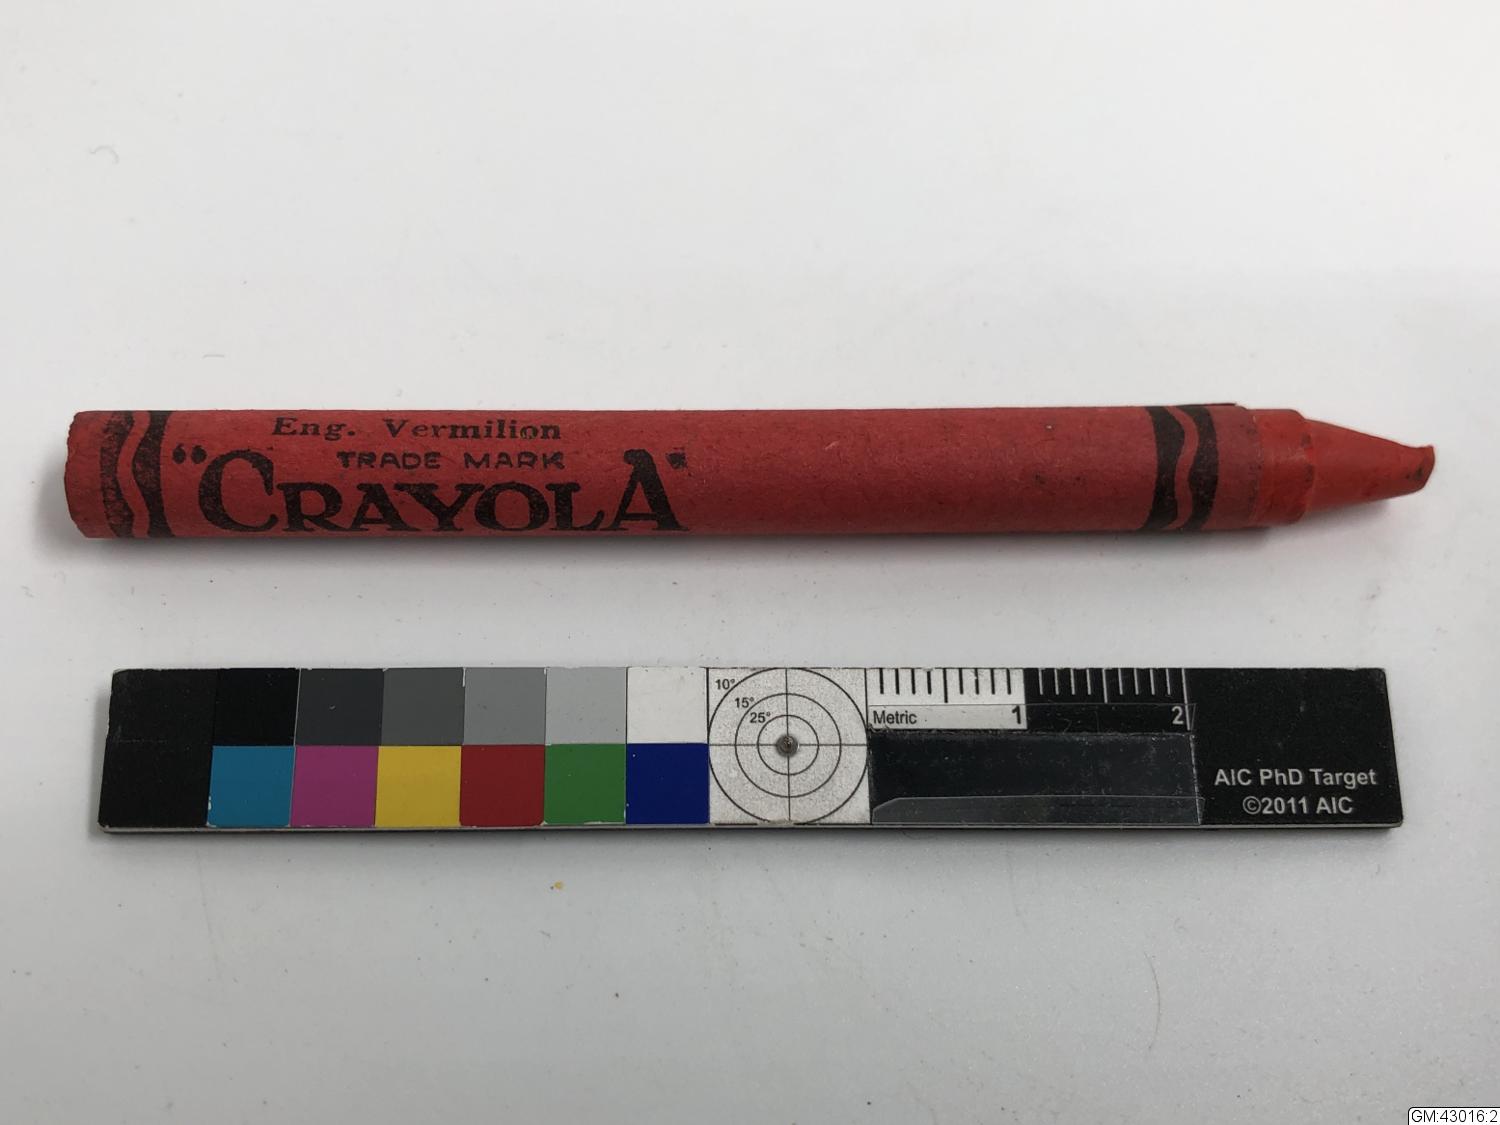 Eng. Vermilion
TRADE MARK
"CRAYOLA"
10°
15°
25°
Metric 1 2
AIC PhD Target
©2011 AIC
GM:43016:2